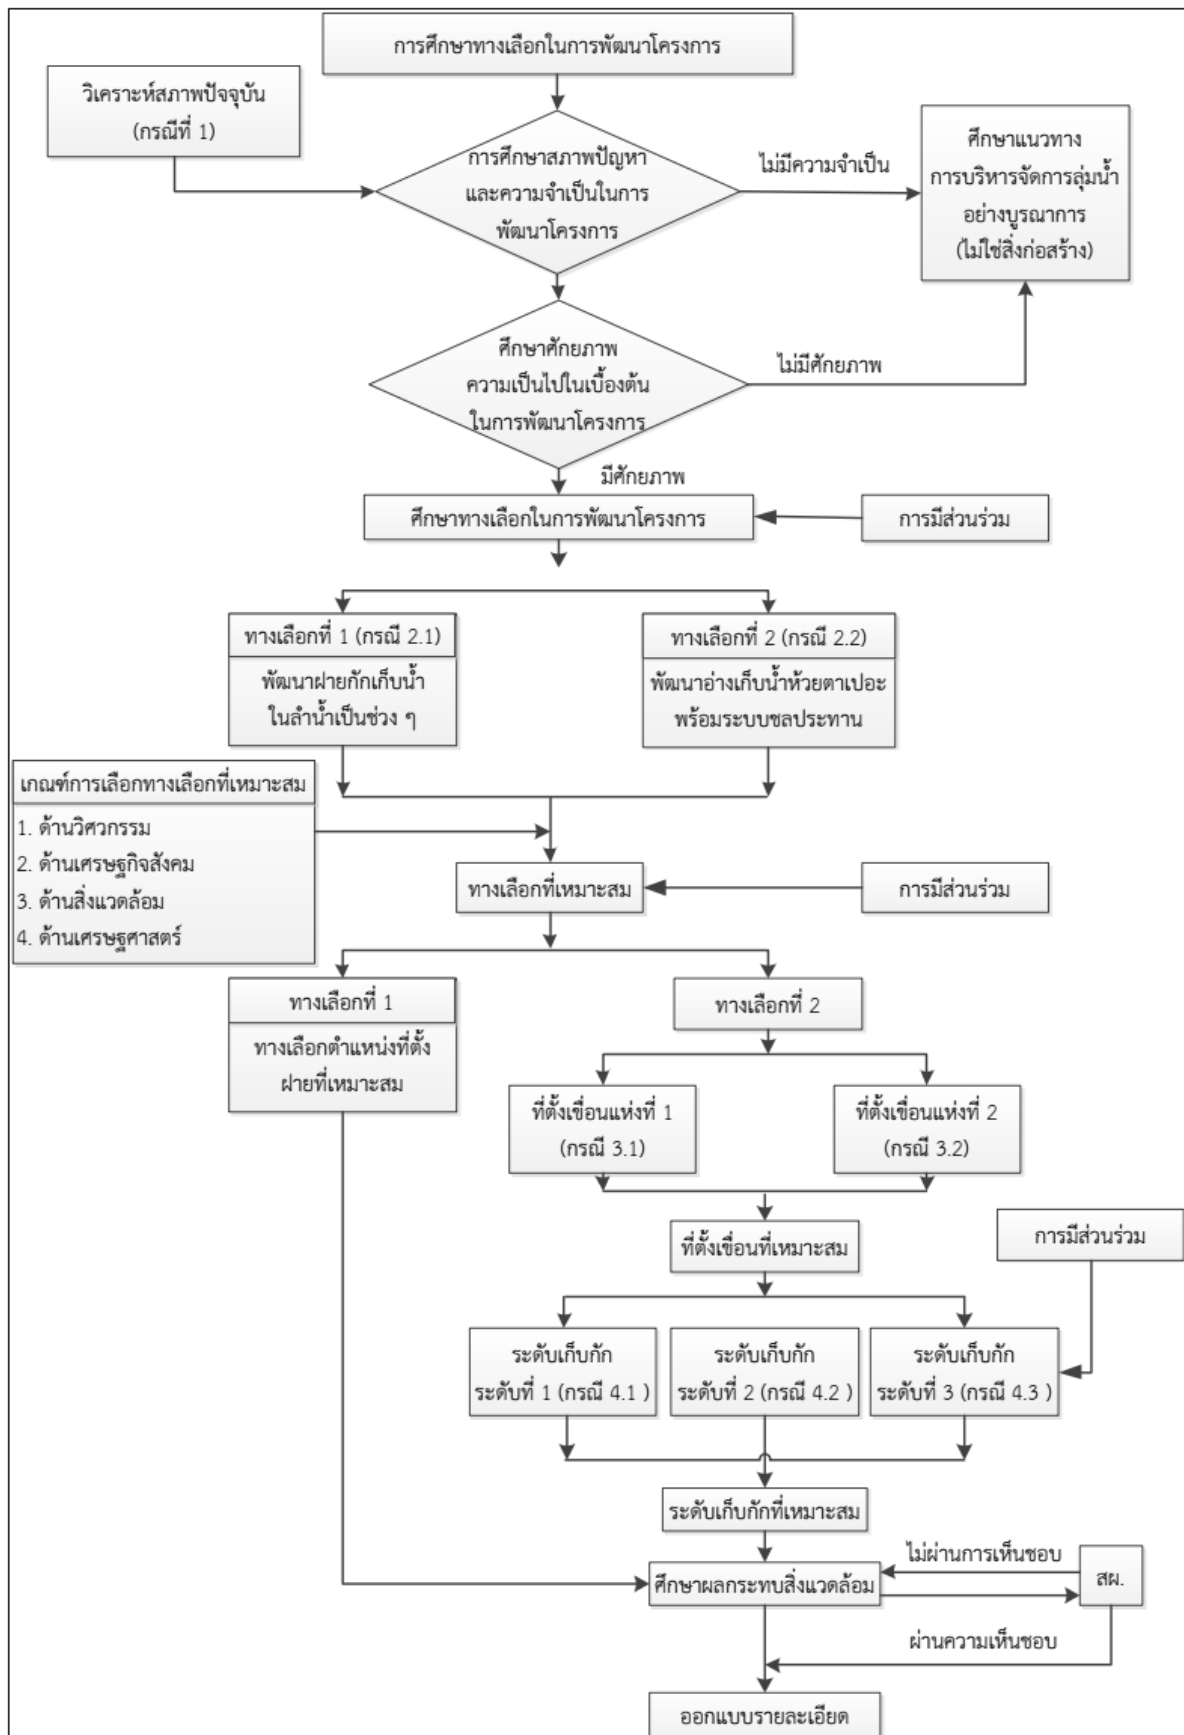 การศึกษาทางเลือกในการพัฒนาโครงการ
วิเคราะห์สภาพปัจจุบัน
(กรณีที่ 1)
การศึกษาสภาพปัญหา
และความจำเป็นในการ
พัฒนาโครงการ
ไม่มีความจำเป็น
ศึกษาแนวทาง
การบริหารจัดการลุ่มน้ำ
อย่างบูรณาการ
(ไม่ใช่สิ่งก่อสร้าง)
ศึกษาศักยภาพ
ความเป็นไปในเบื้องต้น
ในการพัฒนาโครงการ
ไม่มีศักยภาพ
มีศักยภาพ
ศึกษาทางเลือกในการพัฒนาโครงการ
การมีส่วนร่วม
ทางเลือกที่ 1 (กรณี 2.1)
พัฒนาฝายกักเก็บน้ำ
ในลำน้ำเป็นช่วง ๆ
ทางเลือกที่ 2 (กรณี 2.2)
พัฒนาอ่างเก็บน้ำห้วยตาเปอะ
พร้อมระบบชลประทาน
เกณฑ์การเลือกทางเลือกที่เหมาะสม
1. ด้านวิศวกรรม
2. ด้านเศรษฐกิจสังคม
3. ด้านสิ่งแวดล้อม
4. ด้านเศรษฐศาสตร์
ทางเลือกที่เหมาะสม
การมีส่วนร่วม
ทางเลือกที่ 1
ทางเลือกตำแหน่งที่ตั้ง
ฝายที่เหมาะสม
ทางเลือกที่ 2
ที่ตั้งเขื่อนแห่งที่ 1
(กรณี 3.1)
ที่ตั้งเขื่อนแห่งที่ 2
(กรณี 3.2)
ที่ตั้งเขื่อนที่เหมาะสม
การมีส่วนร่วม
ระดับเก็บกัก
ระดับที่ 1 (กรณี 4.1 )
ระดับเก็บกัก
ระดับที่ 2 (กรณี 4.2 )
ระดับเก็บกัก
ระดับที่ 3 (กรณี 4.3 )
ระดับเก็บกักที่เหมาะสม
ไม่ผ่านการเห็นชอบ
ศึกษาผลกระทบสิ่งแวดล้อม
สผ.
ผ่านความเห็นชอบ
ออกแบบรายละเอียด